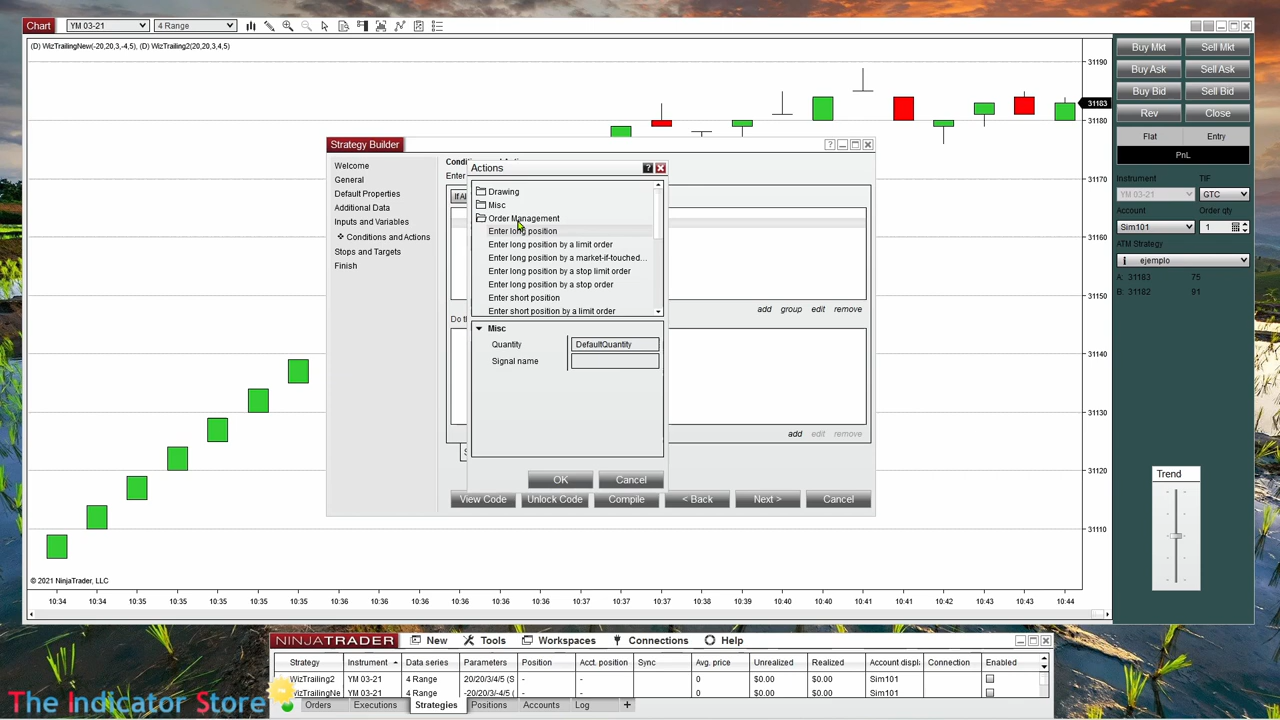 Chart
YM 03-21
4 Range
(D) WizTrailingNew(-20,20,3,-4,5), (D) WizTrailing2(20,20,3,4,5)
31190
31183
31180
31170
31160
31150
31140
31130
31120
31110
Buy Mkt
Sell Mkt
Buy Ask
Sell Ask
Buy Bid
Sell Bid
Rev
Close
Flat
Entry
PnL
Instrument
TIF
YM 03-21
GTC
Account
Order qty
Sim101
1
ATM Strategy
ejemplo
A: 31183 75
B: 31182 91
Trend
Strategy Builder
Welcome
General
Default Properties
Additional Data
Inputs and Variables
Conditions and Actions
Stops and Targets
Finish
Actions
Drawing
Misc
Order Management
Enter long position
Enter long position by a limit order
Enter long position by a market-if-touched...
Enter long position by a stop limit order
Enter long position by a stop order
Enter short position
Enter short position by a limit order
Misc
Quantity
DefaultQuantity
Signal name
OK
Cancel
add group edit remove
add edit remove
View Code
Unlock Code
Compile
< Back
Next >
Cancel
© 2021 NinjaTrader, LLC
10:34 10:34 10:35 10:35 10:35 10:35 10:35 10:36 10:36 10:36 10:36 10:36 10:36 10:36 10:37 10:37 10:38 10:39 10:40 10:40 10:41 10:41 10:42 10:43 10:43 10:44
NINJATRADER New Tools Workspaces Connections Help
Strategy Instrument Data series Parameters Position Acct. position Sync Avg. price Unrealized Realized Account displ Connection Enabled
WizTrailing2 YM 03-21 4 Range 20/20/3/4/5 (S - - 0 $0.00 $0.00 Sim101
WizTrailingNe YM 03-21 4 Range -20/20/3/-4/5 ( - - 0 $0.00 $0.00 Sim101
Orders Executions Strategies Positions Accounts Log +
The Indicator Store